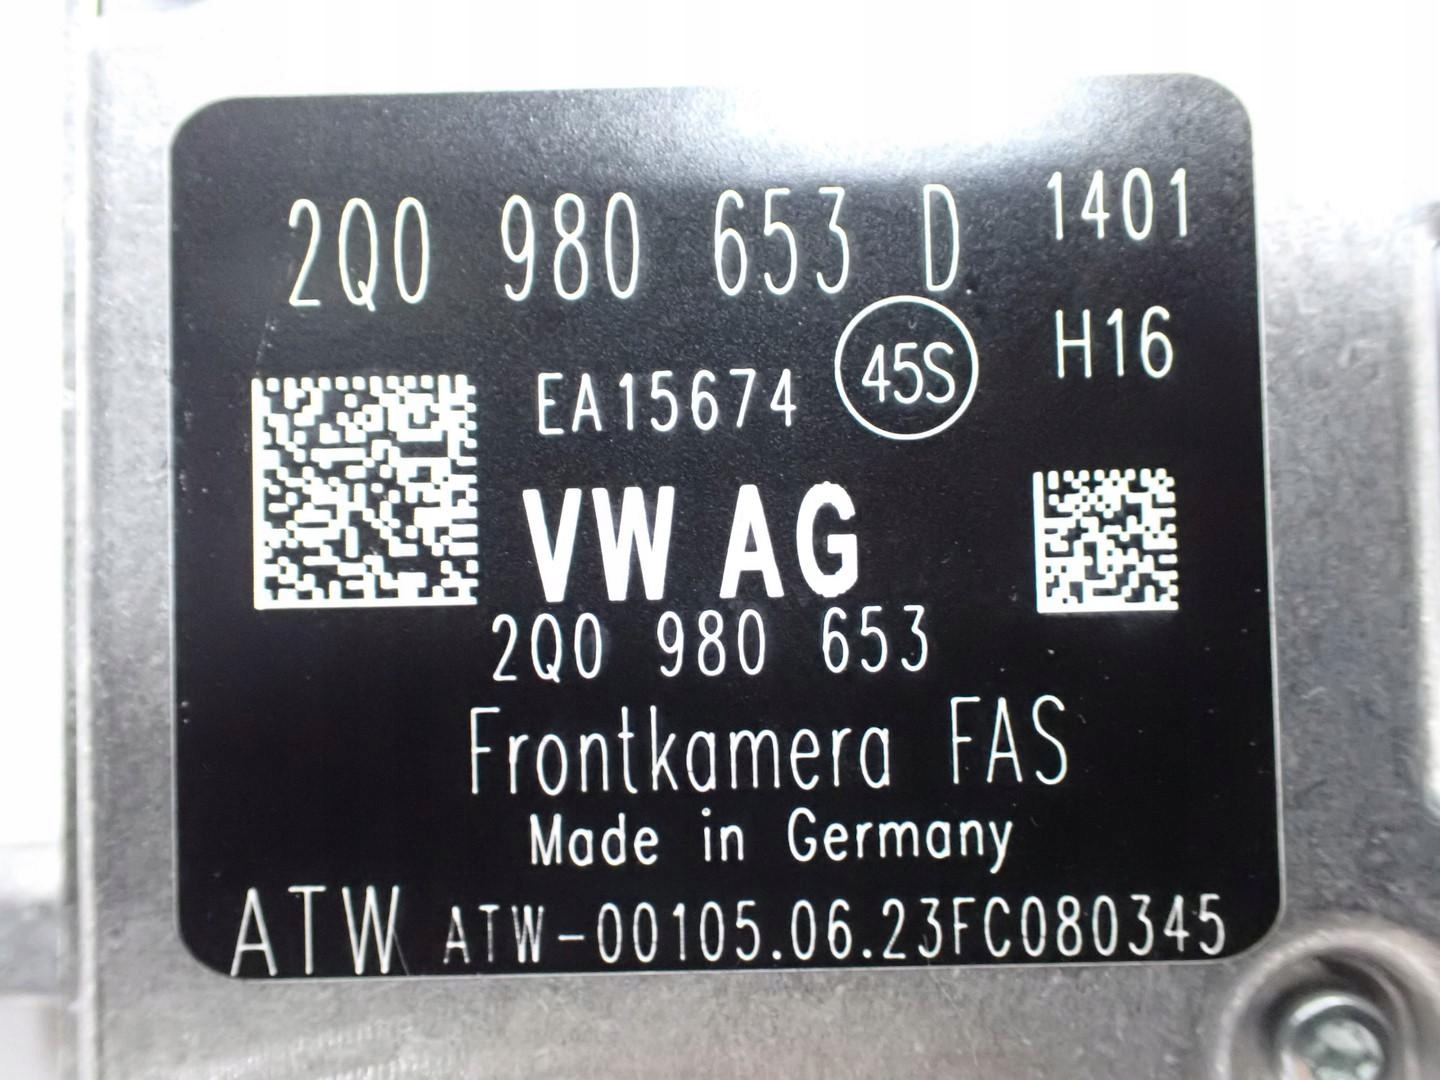 2Q0 980 653 D 1401
EA15674 45S H16
VW AG
2Q0 980 653
Frontkamera FAS
Made in Germany
ATW ATW-00105.06.23FC080345